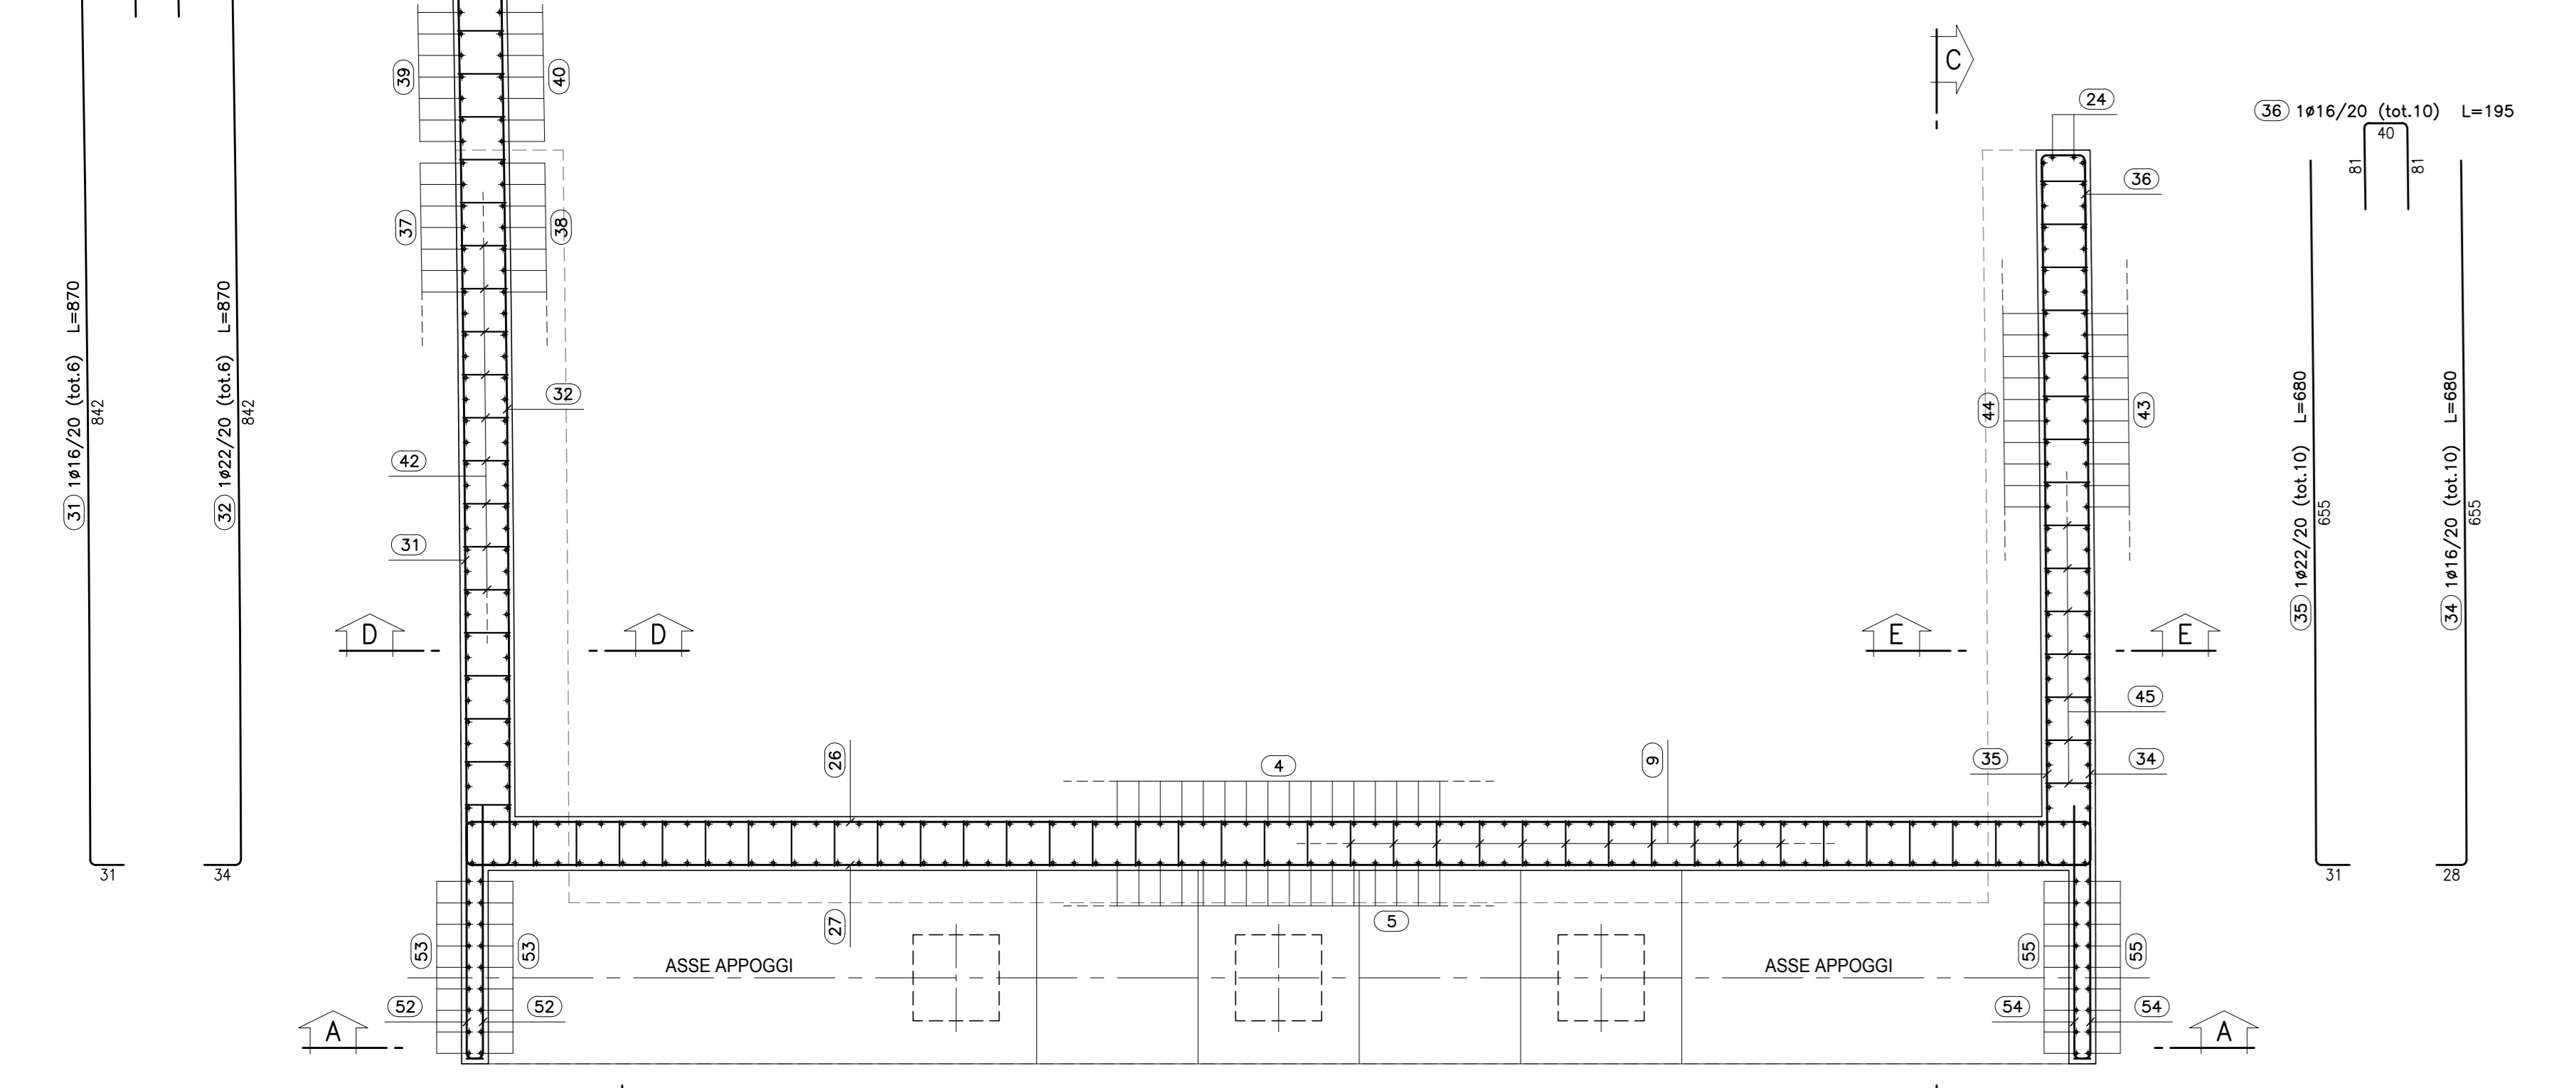 C
24
36 1ø16/20 (tot.10) L=195
40
81
81
39
40
36
37
38
31 1ø16/20 (tot.6) L=870
842
32 1ø22/20 (tot.6) L=870
842
32
44
43
35 1ø22/20 (tot.10) L=680
655
34 1ø16/20 (tot.10) L=680
655
42
31
D
D
E
E
45
26
4
9
35
34
31
34
31
28
27
5
53
53
ASSE APPOGGI
ASSE APPOGGI
55
55
52
52
54
54
A
A